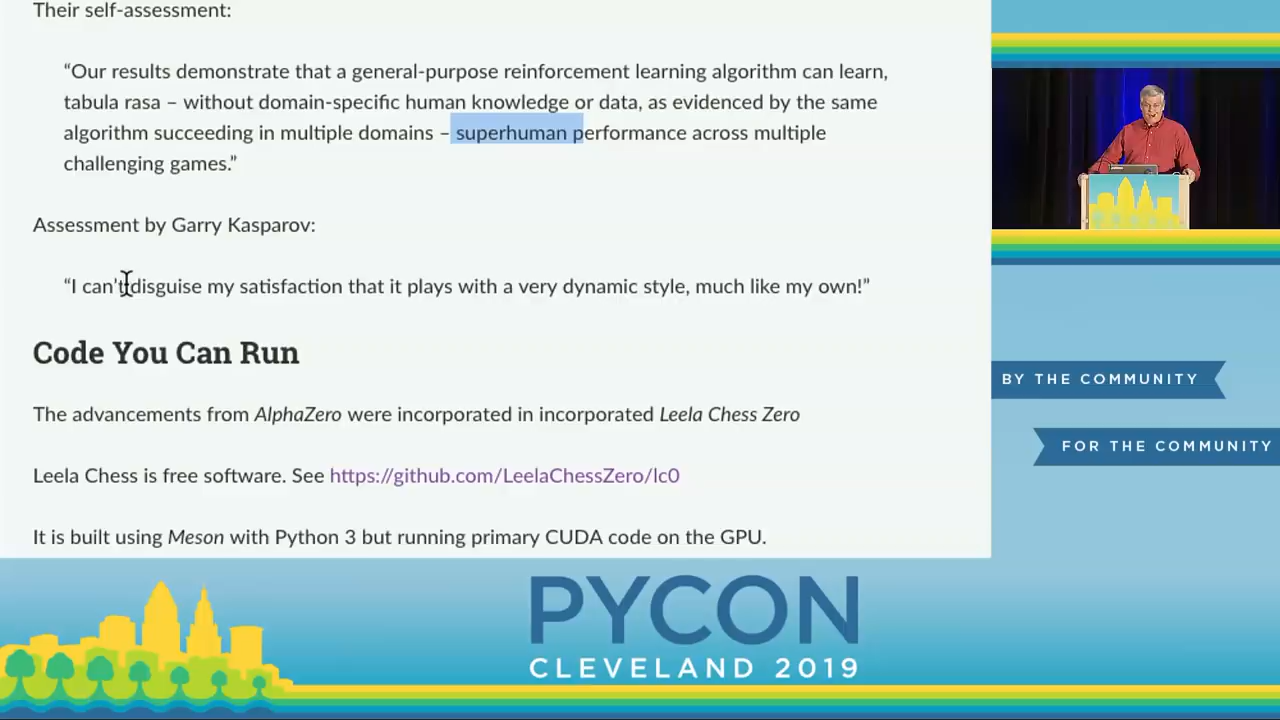 Their self-assessment:
“Our results demonstrate that a general-purpose reinforcement learning algorithm can learn,
tabula rasa – without domain-specific human knowledge or data, as evidenced by the same
algorithm succeeding in multiple domains – superhuman performance across multiple
challenging games.”
Assessment by Garry Kasparov:
“I can't disguise my satisfaction that it plays with a very dynamic style, much like my own!”
Code You Can Run
The advancements from AlphaZero were incorporated in incorporated Leela Chess Zero
Leela Chess is free software. See https://github.com/LeelaChessZero/lc0
It is built using Meson with Python 3 but running primary CUDA code on the GPU.
BY THE COMMUNITY
FOR THE COMMUNITY
PYCON
CLEVELAND 2019